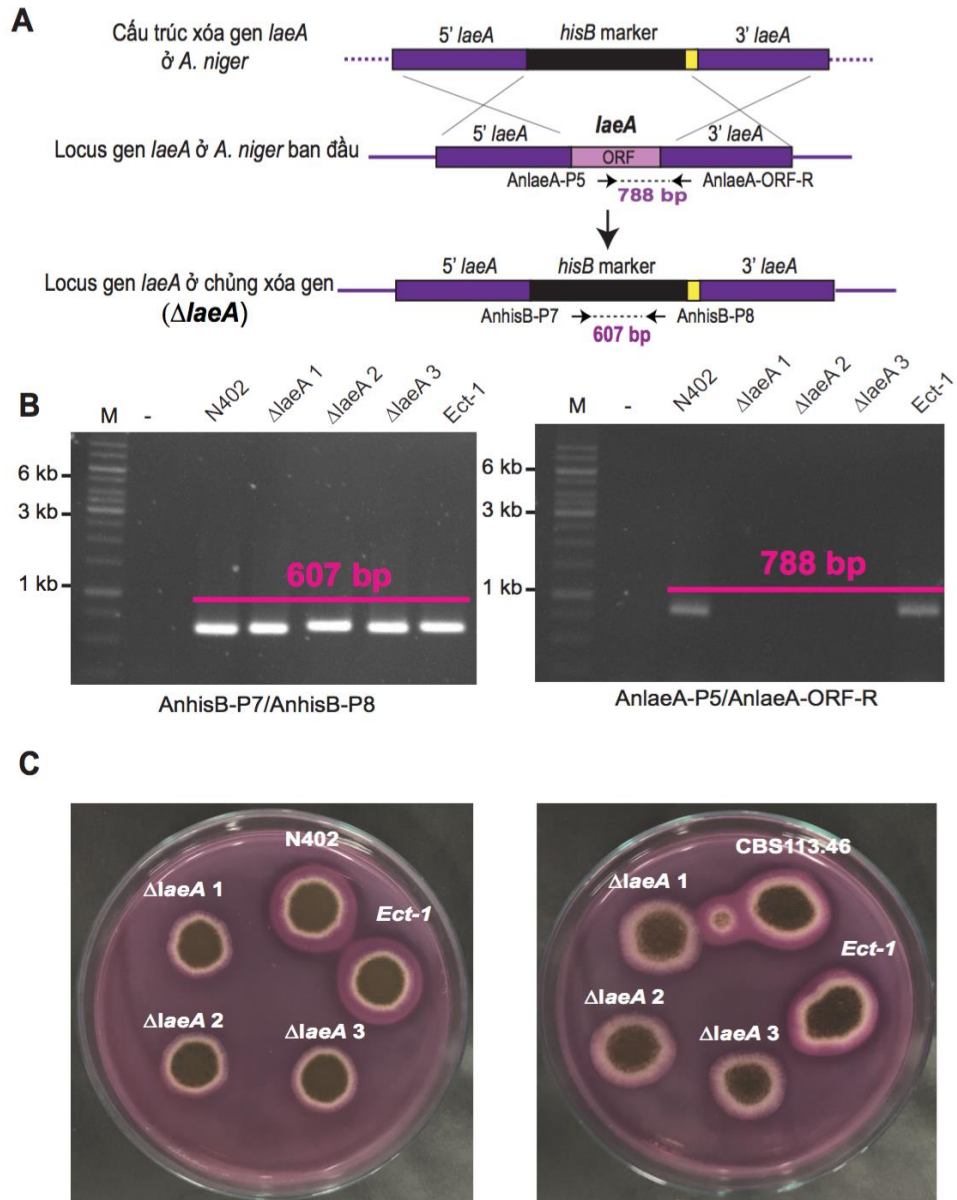 A
Cấu trúc xóa gen laeA
ở A. niger
5' laeA
hisB marker
3' laeA
Locus gen laeA ở A. niger ban đầu
5' laeA
laeA
ORF
3' laeA
AnlaeA-P5
788 bp
AnlaeA-ORF-R
Locus gen laeA ở chủng xóa gen
(ΔlaeA)
5' laeA
hisB marker
3' laeA
AnhisB-P7
607 bp
AnhisB-P8
B
M - N402 ΔlaeA 1 ΔlaeA 2 ΔlaeA 3 Ect-1
6 kb
3 kb
1 kb
607 bp
AnhisB-P7/AnhisB-P8
M - N402 ΔlaeA 1 ΔlaeA 2 ΔlaeA 3 Ect-1
6 kb
3 kb
1 kb
788 bp
AnlaeA-P5/AnlaeA-ORF-R
C
N402
ΔlaeA 1
Ect-1
ΔlaeA 2
ΔlaeA 3
CBS113.46
ΔlaeA 1
Ect-1
ΔlaeA 2
ΔlaeA 3